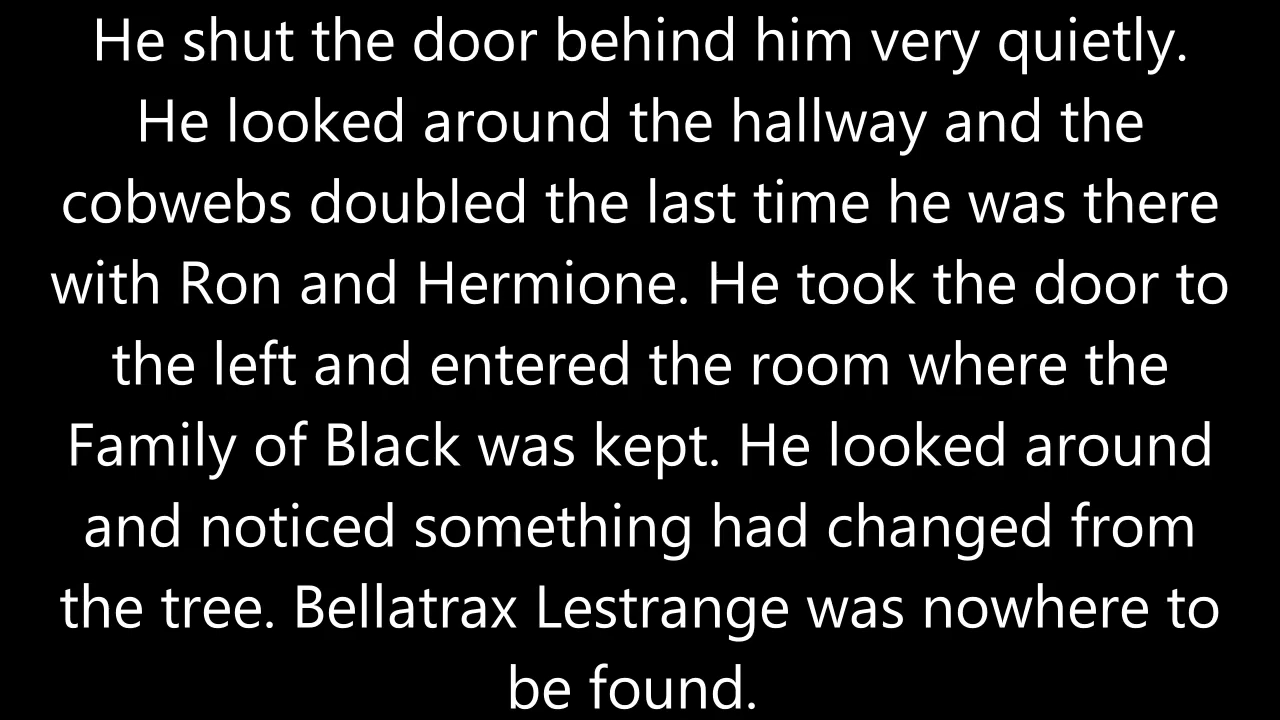 He shut the door behind him very quietly.
He looked around the hallway and the
cobwebs doubled the last time he was there
with Ron and Hermione. He took the door to
the left and entered the room where the
Family of Black was kept. He looked around
and noticed something had changed from
the tree. Bellatrax Lestrange was nowhere to
be found.